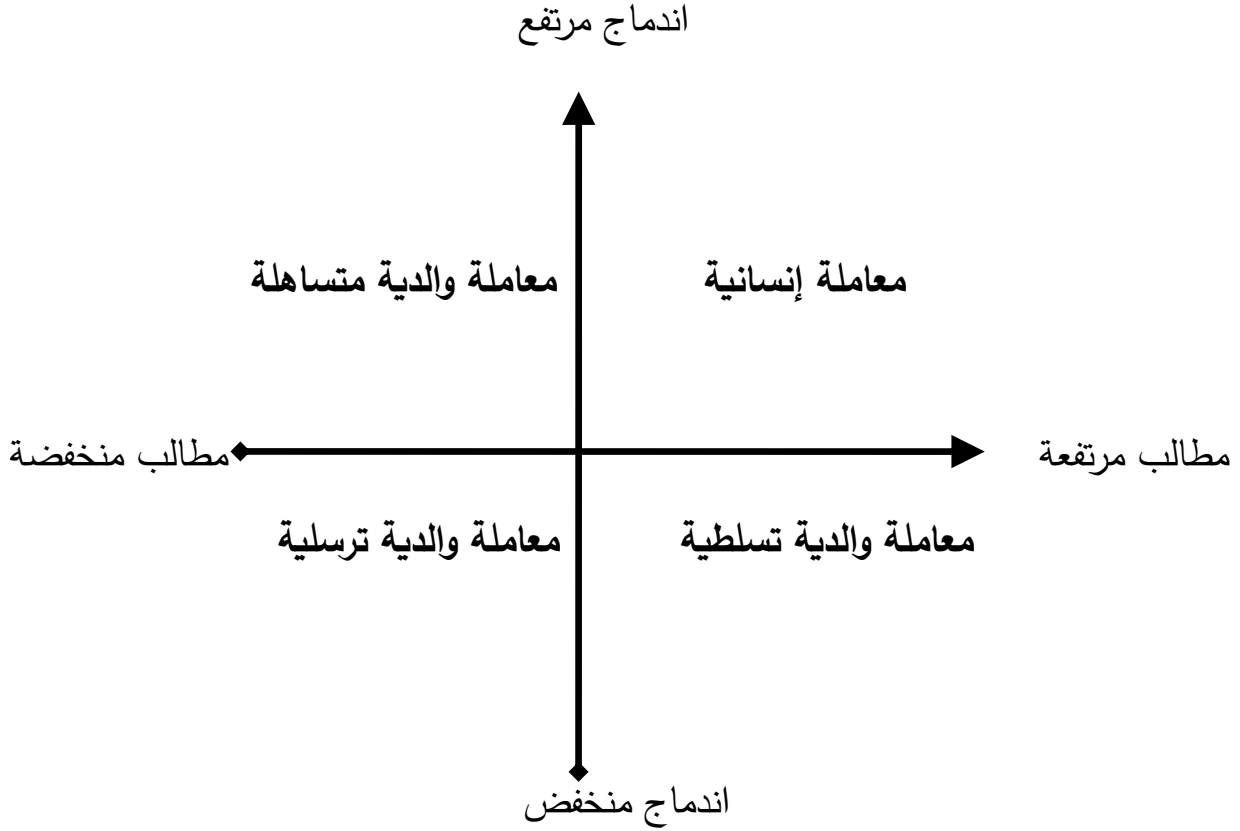 اندماج مرتفع
معاملة إنسانية
معاملة والدية متساهلة
مطالب مرتفعة
مطالب منخفضة
معاملة والدية تسلطية
معاملة والدية ترسلية
اندماج منخفض